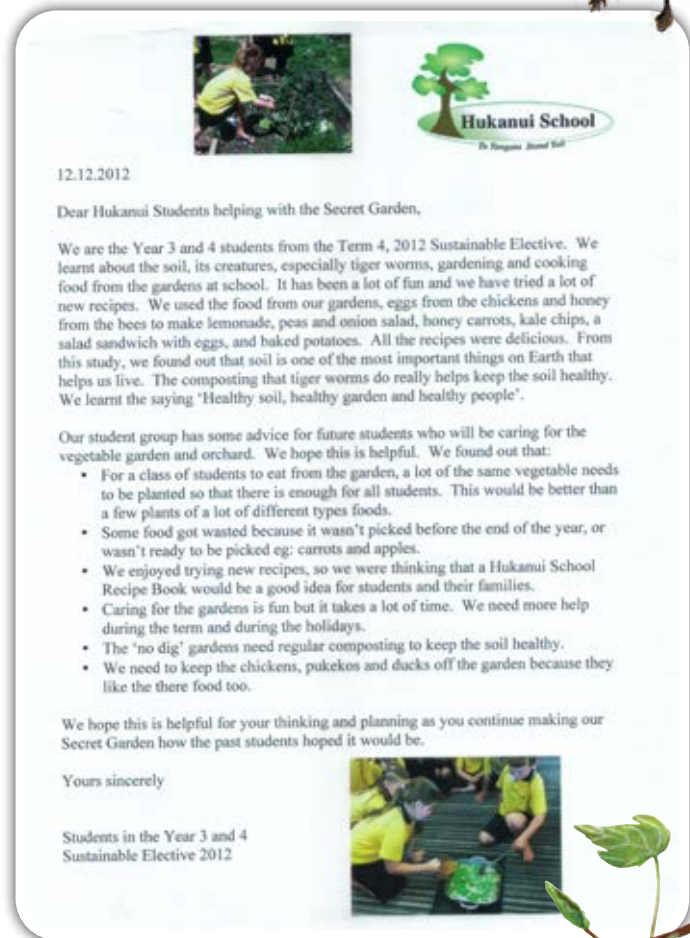 Hukanui School
12.12.2012
Dear Hukanui Students helping with the Secret Garden,
We are the Year 3 and 4 students from the Term 4, 2012 Sustainable Elective. We
learnt about the soil, its creatures, especially tiger worms, gardening and cooking
food from the gardens at school. It has been a lot of fun and we have tried a lot of
new recipes. We used the food from our gardens, eggs from the chickens and honey
from the bees to make lemonade, peas and onion salad, honey carrots, kale chips, a
salad sandwich with eggs, and baked potatoes. All the recipes were delicious. From
this study, we found out that soil is one of the most important things on Earth that
helps us live. The composting that tiger worms do really helps keep the soil healthy.
We learnt the saying ‘Healthy soil, healthy garden and healthy people’.
Our student group has some advice for future students who will be caring for the
vegetable garden and orchard. We hope this is helpful. We found out that:
• For a class of students to eat from the garden, a lot of the same vegetable needs
to be planted so that there is enough for all students. This would be better than
a few plants of a lot of different types foods.
• Some food got wasted because it wasn’t picked before the end of the year, or
wasn’t ready to be picked eg: carrots and apples.
• We enjoyed trying new recipes, so we were thinking that a Hukanui School
Recipe Book would be a good idea for students and their families.
• Caring for the gardens is fun but it takes a lot of time. We need more help
during the term and during the holidays.
• The ‘no dig’ gardens need regular composting to keep the soil healthy.
• We need to keep the chickens, pukekos and ducks off the garden because they
like the there food too.
We hope this is helpful for your thinking and planning as you continue making our
Secret Garden how the past students hoped it would be.
Yours sincerely
Students in the Year 3 and 4
Sustainable Elective 2012